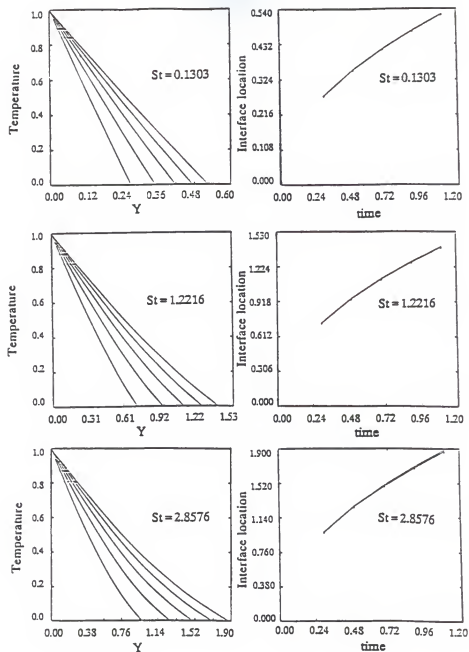 Temperature
1.0
0.8
0.6
0.4
0.2
0.0
St = 0.1303
0.00 0.12 0.24 0.36 0.48 0.60
Y
Interface location
0.540
0.432
0.324
0.216
0.108
0.000
St = 0.1303
0.00 0.24 0.48 0.72 0.96 1.20
time
Temperature
1.0
0.8
0.6
0.4
0.2
0.0
St = 1.2216
0.00 0.31 0.61 0.92 1.22 1.53
Y
Interface location
1.530
1.224
0.918
0.612
0.306
0.000
St = 1.2216
0.00 0.24 0.48 0.72 0.96 1.20
time
Temperature
1.0
0.8
0.6
0.4
0.2
0.0
St = 2.8576
0.00 0.38 0.76 1.14 1.52 1.90
Y
Interface location
1.900
1.520
1.140
0.760
0.380
0.000
St = 2.8576
0.00 0.24 0.48 0.72 0.96 1.20
time